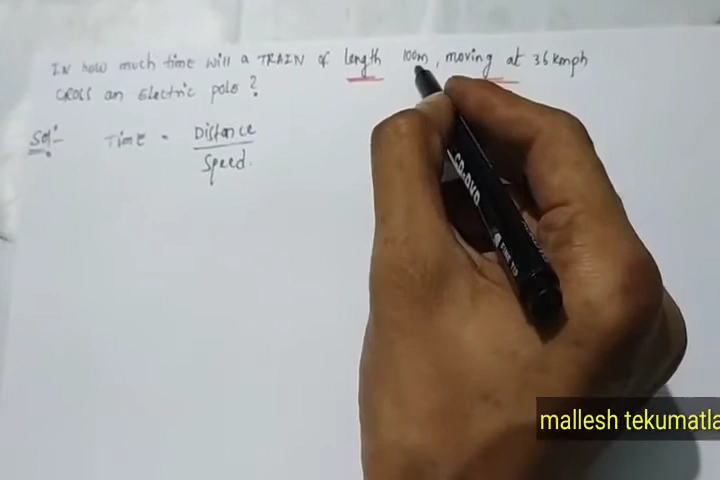 In how much time will a TRAIN of length 100m, moving at 36 kmph
CROSS an Electric pole ?
Sol:- Time = Distance
Speed.
mallesh tekumatla